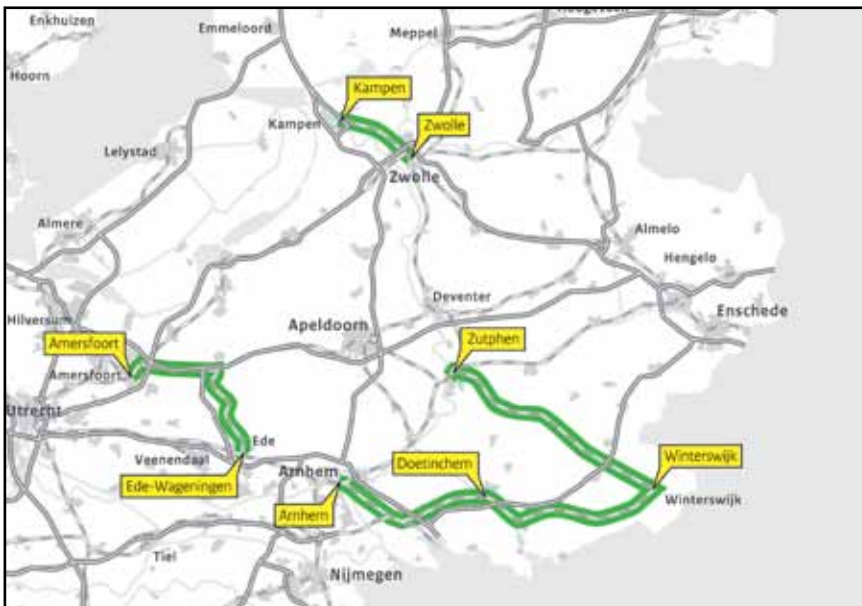 Enkhuizen
Emmeloord
Meppel
Hoogeveen
Hoorn
Kampen
Kampen
Zwolle
Lelystad
Zwolle
Almere
Almelo
Hengelo
Deventer
Enschede
Hilversum
Apeldoorn
Amersfoort
Zutphen
Amersfoort
Utrecht
Ede
Veenendaal
Doetinchem
Winterswijk
Arnhem
Ede-Wageningen
Winterswijk
Arnhem
Tiel
Nijmegen